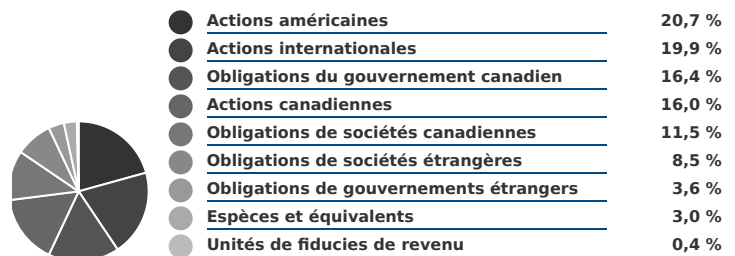 Actions américaines 20,7 %
Actions internationales 19,9 %
Obligations du gouvernement canadien 16,4 %
Actions canadiennes 16,0 %
Obligations de sociétés canadiennes 11,5 %
Obligations de sociétés étrangères 8,5 %
Obligations de gouvernements étrangers 3,6 %
Espèces et équivalents 3,0 %
Unités de fiducies de revenu 0,4 %